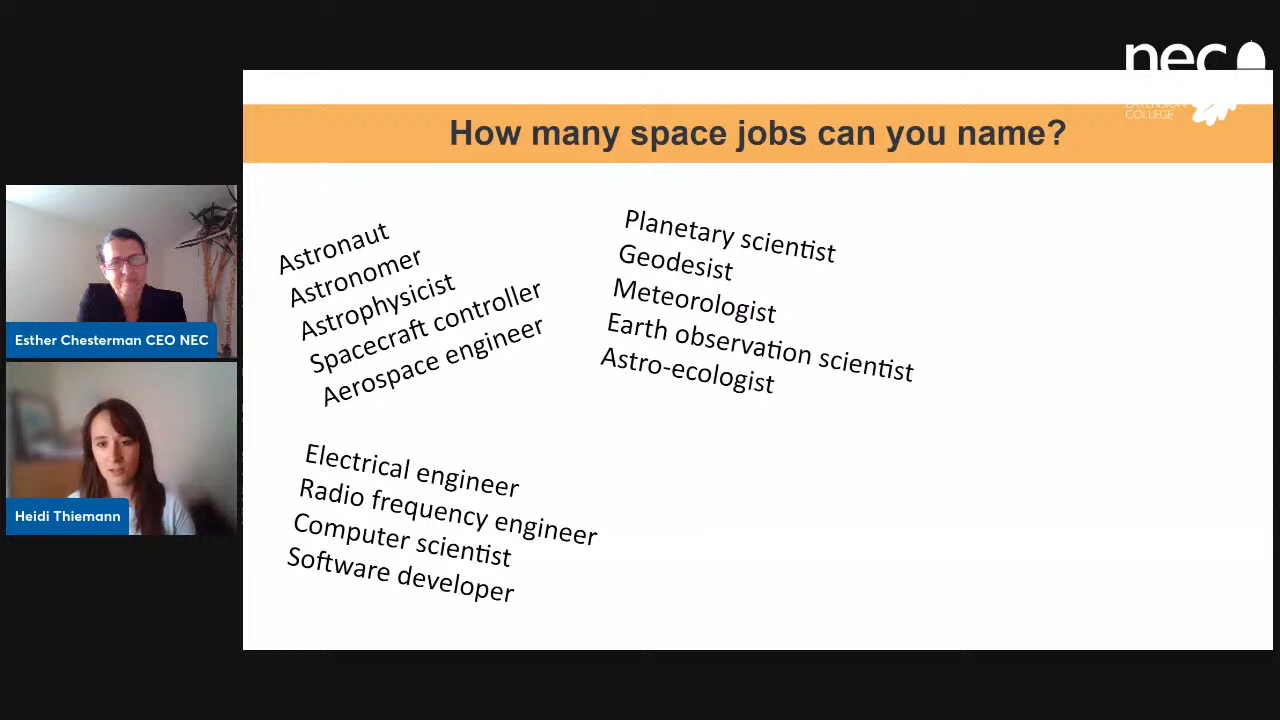 nec
EXTENSION
COLLEGE
How many space jobs can you name?
Astronaut
Astronomer
Astrophysicist
Spacecraft controller
Aerospace engineer
Planetary scientist
Geodesist
Meteorologist
Earth observation scientist
Astro-ecologist
Electrical engineer
Radio frequency engineer
Computer scientist
Software developer
Esther Chesterman CEO NEC
Heidi Thiemann